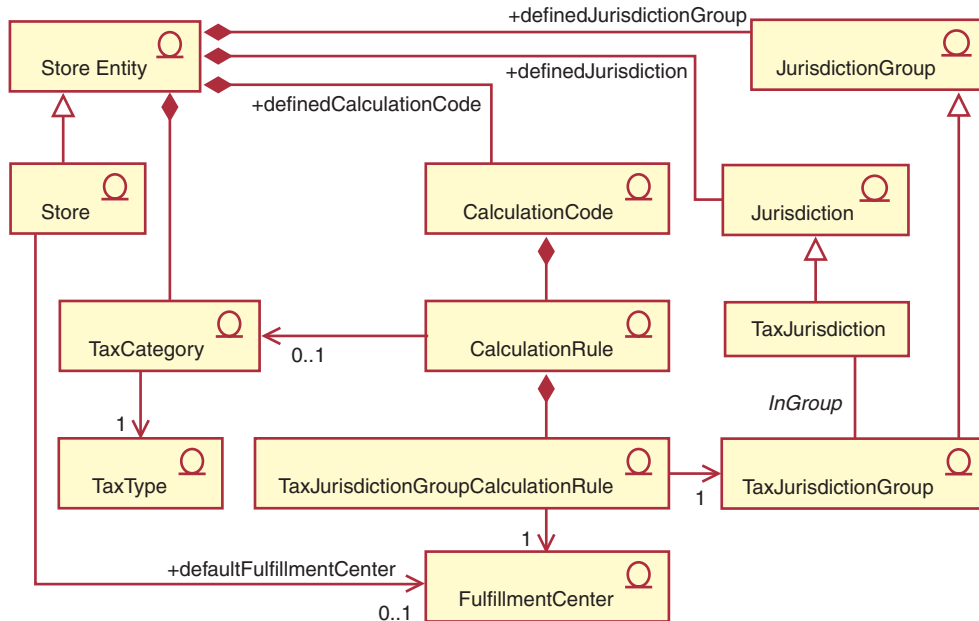 +definedJurisdictionGroup
Store Entity
JurisdictionGroup
+definedJurisdiction
+definedCalculationCode
Store
CalculationCode
Jurisdiction
TaxCategory
0..1
CalculationRule
TaxJurisdiction
InGroup
1
TaxType
TaxJurisdictionGroupCalculationRule
1
TaxJurisdictionGroup
1
+defaultFulfillmentCenter
0..1
FulfillmentCenter